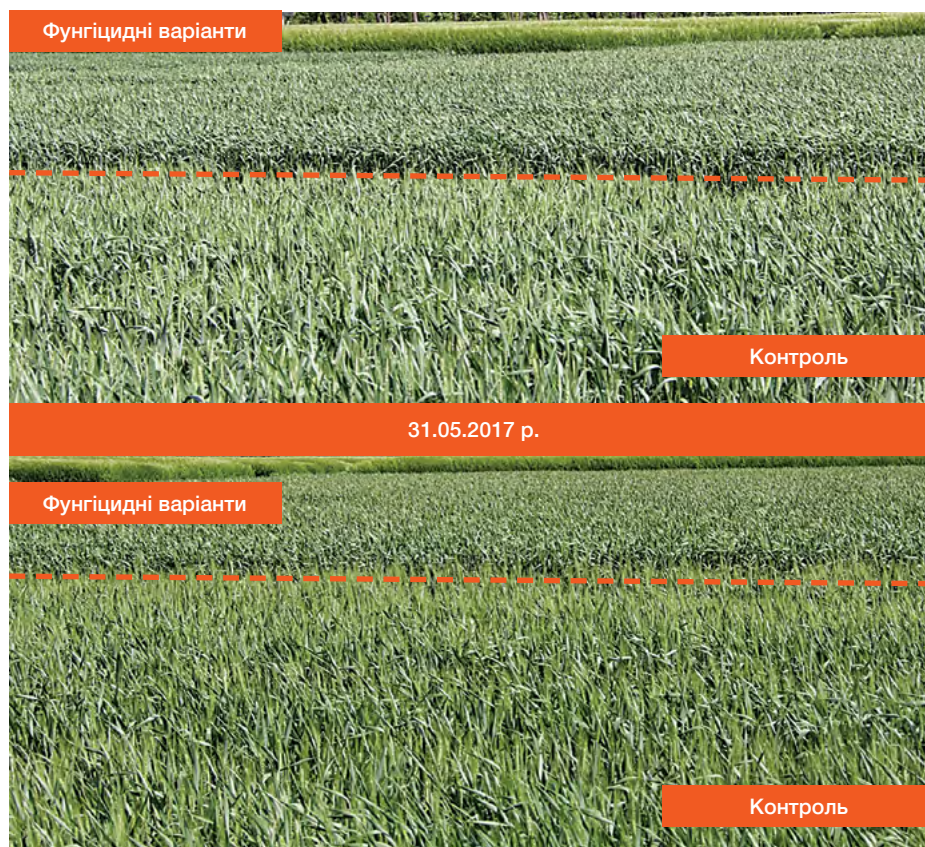 Фунгіцидні варіанти
Контроль
31.05.2017 р.
Фунгіцидні варіанти
Контроль